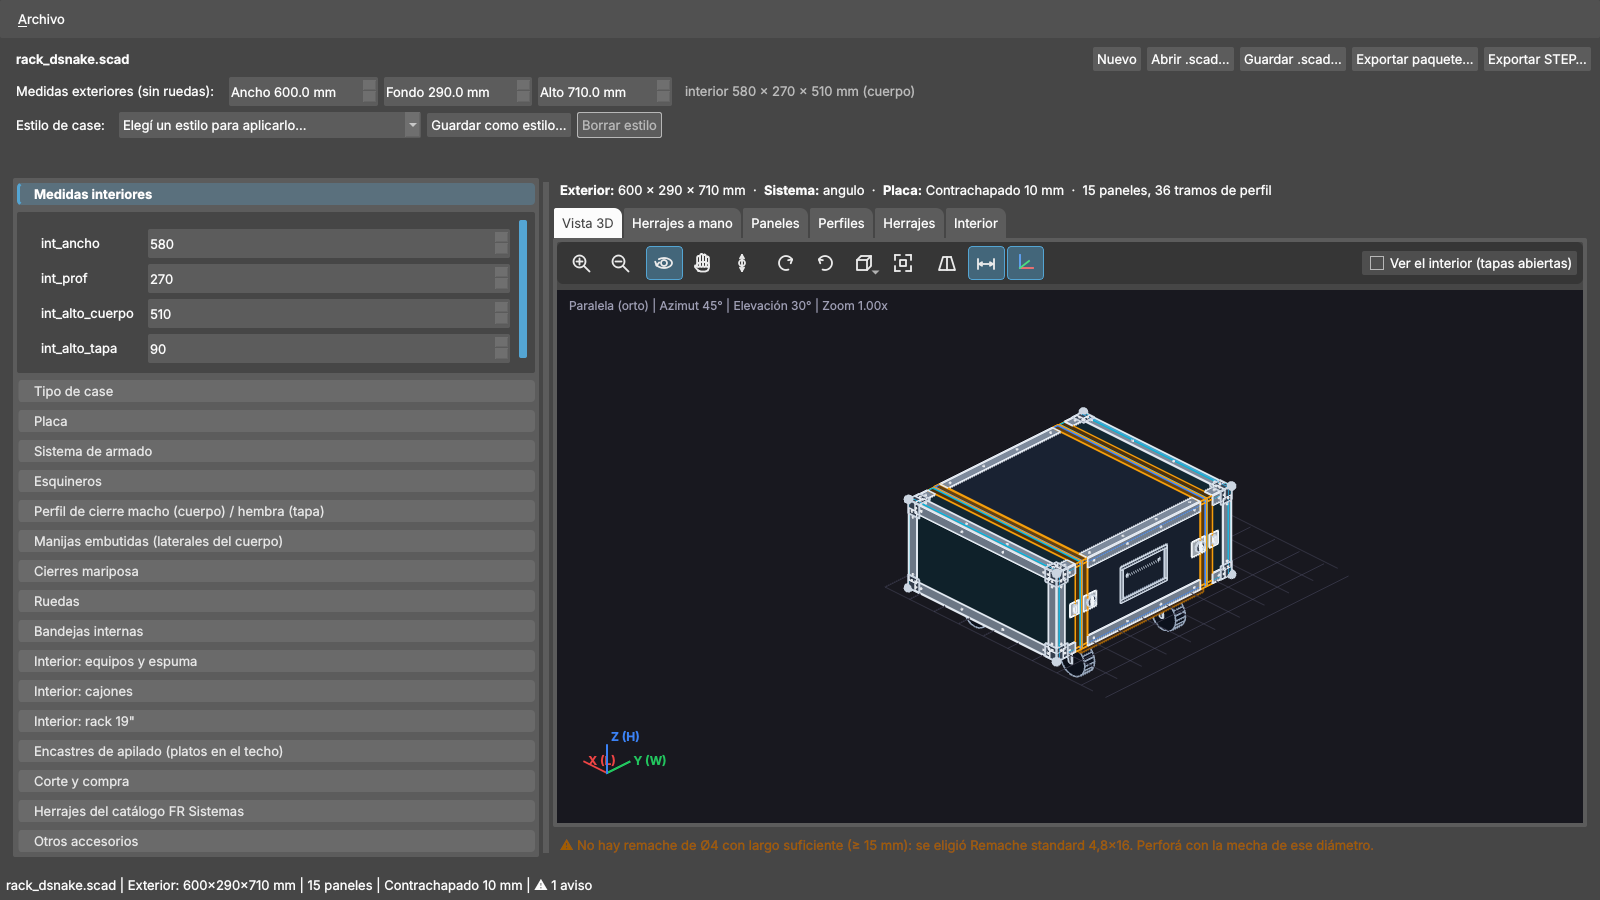 Archivo
rack_dsnake.scad
Nuevo
Abrir .scad...
Guardar .scad...
Exportar paquete...
Exportar STEP...
Medidas exteriores (sin ruedas):
Ancho 600.0 mm
Fondo 290.0 mm
Alto 710.0 mm
interior 580 × 270 × 510 mm (cuerpo)
Estilo de case:
Elegí un estilo para aplicarlo...
Guardar como estilo...
Borrar estilo
Medidas interiores
int_ancho 580
int_prof 270
int_alto_cuerpo 510
int_alto_tapa 90
Tipo de case
Placa
Sistema de armado
Esquineros
Perfil de cierre macho (cuerpo) / hembra (tapa)
Manijas embutidas (laterales del cuerpo)
Cierres mariposa
Ruedas
Bandejas internas
Interior: equipos y espuma
Interior: cajones
Interior: rack 19"
Encastres de apilado (platos en el techo)
Corte y compra
Herrajes del catálogo FR Sistemas
Otros accesorios
Exterior: 600 × 290 × 710 mm · Sistema: angulo · Placa: Contrachapado 10 mm · 15 paneles, 36 tramos de perfil
Vista 3D
Herrajes a mano
Paneles
Perfiles
Herrajes
Interior
Ver el interior (tapas abiertas)
Paralela (orto) | Azimut 45° | Elevación 30° | Zoom 1.00x
Z (H)
X (L)
Y (W)
⚠ No hay remache de Ø4 con largo suficiente (≥ 15 mm): se eligió Remache standard 4,8×16. Perforá con la mecha de ese diámetro.
rack_dsnake.scad | Exterior: 600×290×710 mm | 15 paneles | Contrachapado 10 mm | ⚠ 1 aviso